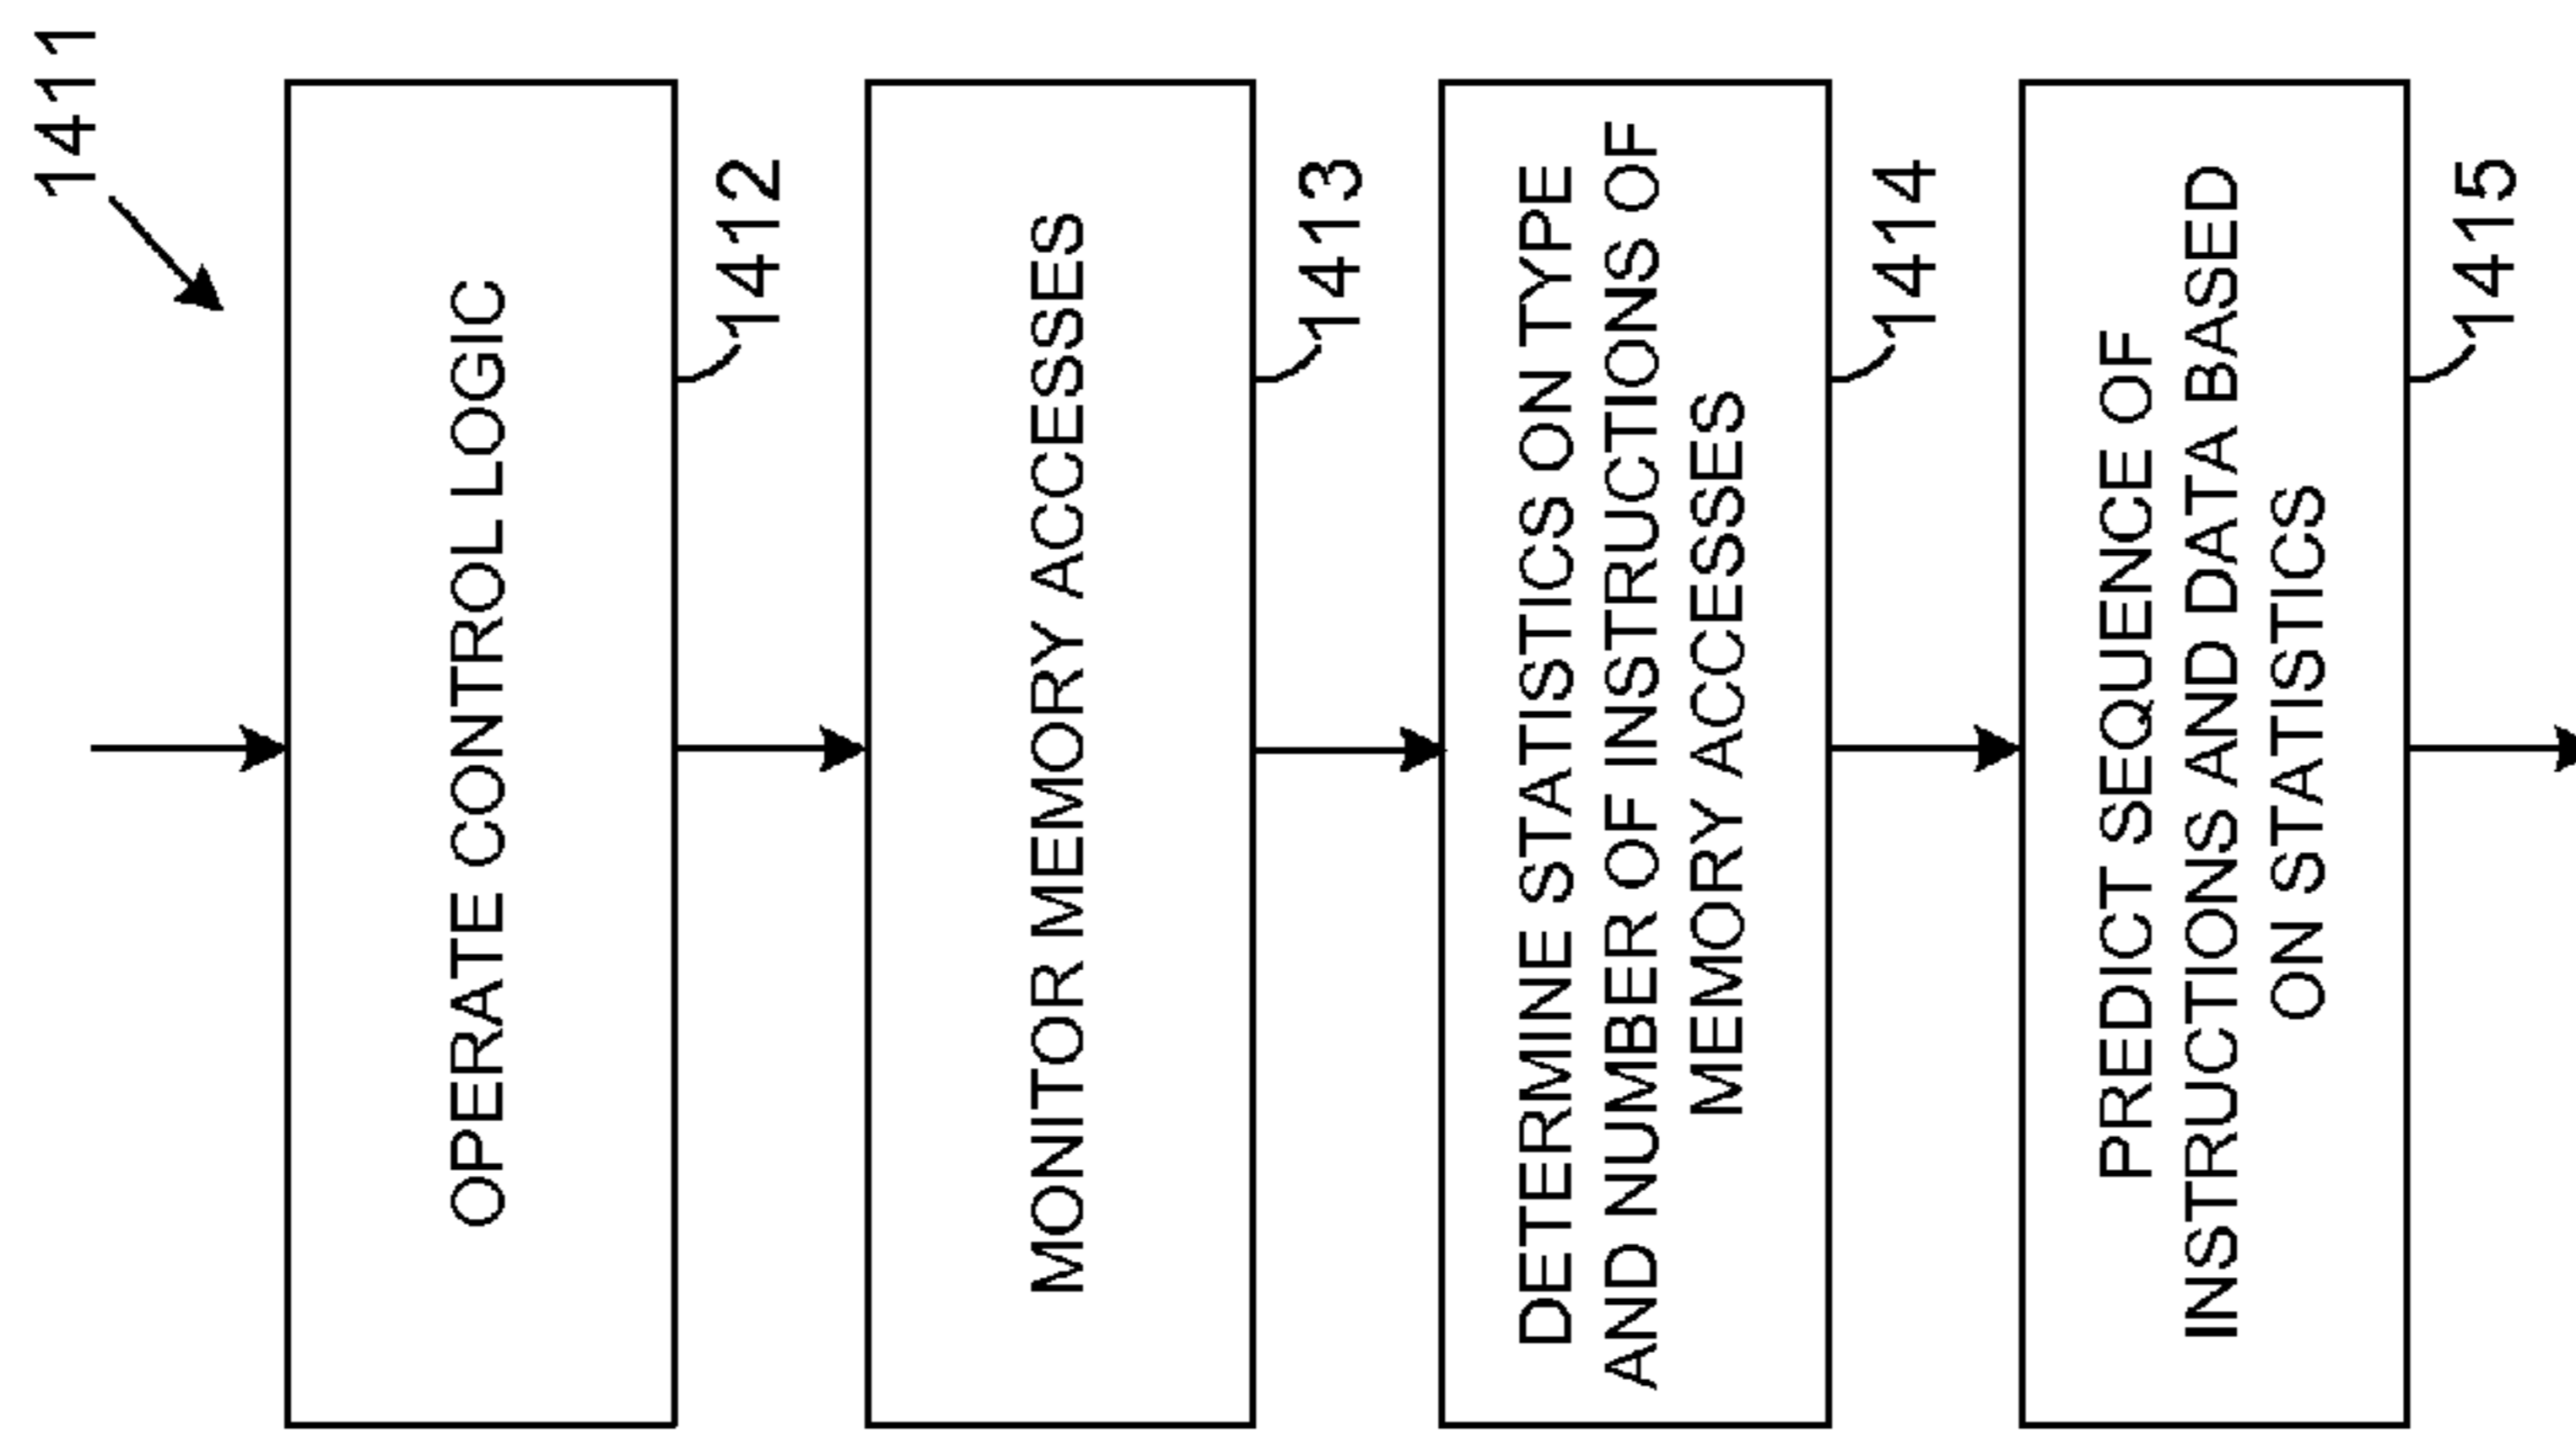 1411
OPERATE CONTROL LOGIC
1412
MONITOR MEMORY ACCESSES
1413
DETERMINE STATISTICS ON TYPE
AND NUMBER OF INSTRUCTIONS OF
MEMORY ACCESSES
1414
PREDICT SEQUENCE OF
INSTRUCTIONS AND DATA BASED
ON STATISTICS
1415